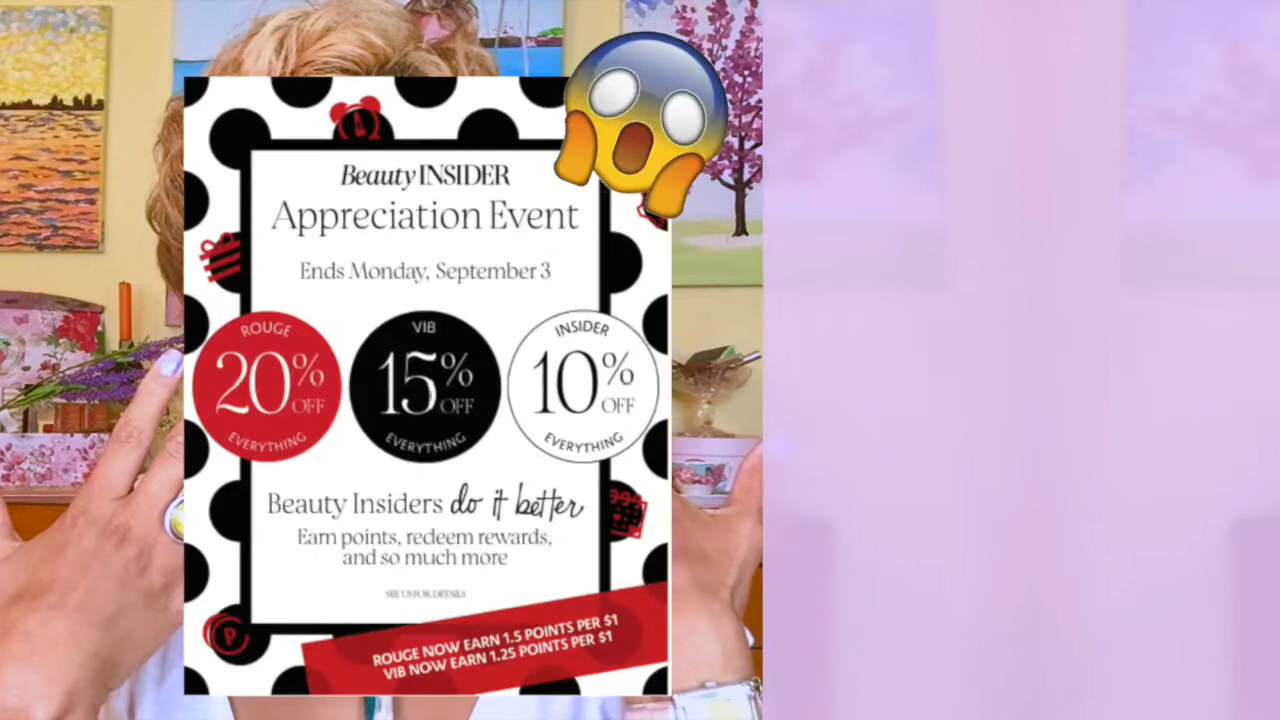 Beauty INSIDER
Appreciation Event
Ends Monday, September 3
ROUGE
20% OFF
EVERYTHING
VIB
15% OFF
EVERYTHING
INSIDER
10% OFF
EVERYTHING
Beauty Insiders do it better
Earn points, redeem rewards,
and so much more
SEE US FOR DETAILS
ROUGE NOW EARN 1.5 POINTS PER $1
VIB NOW EARN 1.25 POINTS PER $1
P